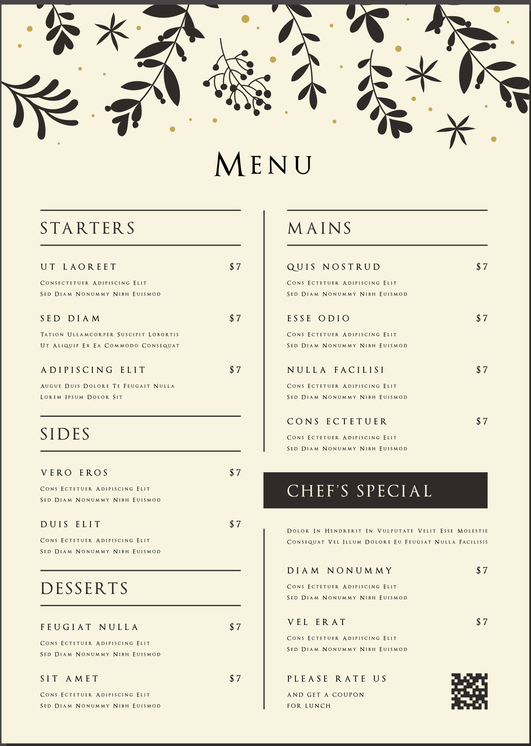 MENU
STARTERS
UT LAOREET $7
CONSECTETUER ADIPISCING ELIT
SED DIAM NONUMMY NIBH EUISMOD
SED DIAM $7
TATION ULLAMCORPER SUSCIPIT LOBORTIS
UT ALIQUIP EX EA COMMODO CONSEQUAT
ADIPISCING ELIT $7
AUGUE DUIS DOLORE TE FEUGAIT NULLA
LOREM IPSUM DOLOR SIT
SIDES
VERO EROS $7
CONS ECTETUER ADIPISCING ELIT
SED DIAM NONUMMY NIBH EUISMOD
DUIS ELIT $7
CONS ECTETUER ADIPISCING ELIT
SED DIAM NONUMMY NIBH EUISMOD
DESSERTS
FEUGIAT NULLA $7
CONS ECTETUER ADIPISCING ELIT
SED DIAM NONUMMY NIBH EUISMOD
SIT AMET $7
CONS ECTETUER ADIPISCING ELIT
SED DIAM NONUMMY NIBH EUISMOD
MAINS
QUIS NOSTRUD $7
CONS ECTETUER ADIPISCING ELIT
SED DIAM NONUMMY NIBH EUISMOD
ESSE ODIO $7
CONS ECTETUER ADIPISCING ELIT
SED DIAM NONUMMY NIBH EUISMOD
NULLA FACILISI $7
CONS ECTETUER ADIPISCING ELIT
SED DIAM NONUMMY NIBH EUISMOD
CONS ECTETUER $7
CONS ECTETUER ADIPISCING ELIT
SED DIAM NONUMMY NIBH EUISMOD
CHEF'S SPECIAL
DOLOR IN HENDRERIT IN VULPUTATE VELIT ESSE MOLESTIE
CONSEQUAT VEL ILLUM DOLORE EU FEUGIAT NULLA FACILISIS
DIAM NONUMMY $7
CONS ECTETUER ADIPISCING ELIT
SED DIAM NONUMMY NIBH EUISMOD
VEL ERAT $7
CONS ECTETUER ADIPISCING ELIT
SED DIAM NONUMMY NIBH EUISMOD
PLEASE RATE US
AND GET A COUPON
FOR LUNCH